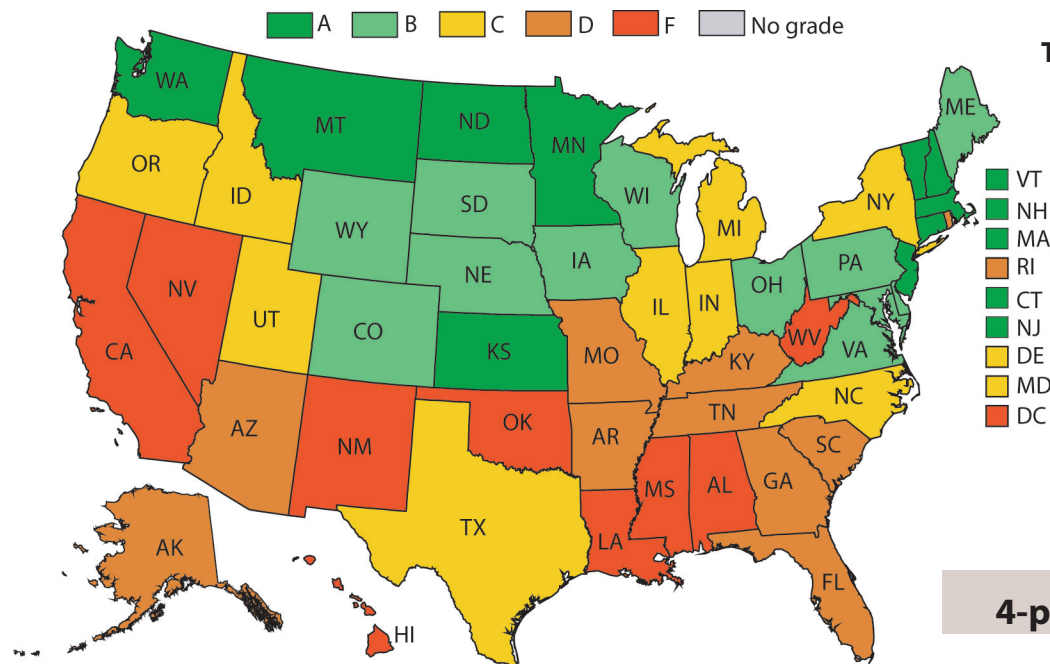 A B C D F No grade
T
WA
MT
ND
MN
ME
OR
ID
WY
SD
WI
MI
NY
VT
NH
MA
RI
CT
NJ
DE
MD
DC
NV
UT
CO
NE
IA
IL
IN
OH
PA
CA
KS
MO
KY
WV
VA
AZ
NM
OK
AR
TN
NC
SC
TX
LA
MS
AL
GA
FL
AK
HI
4-p